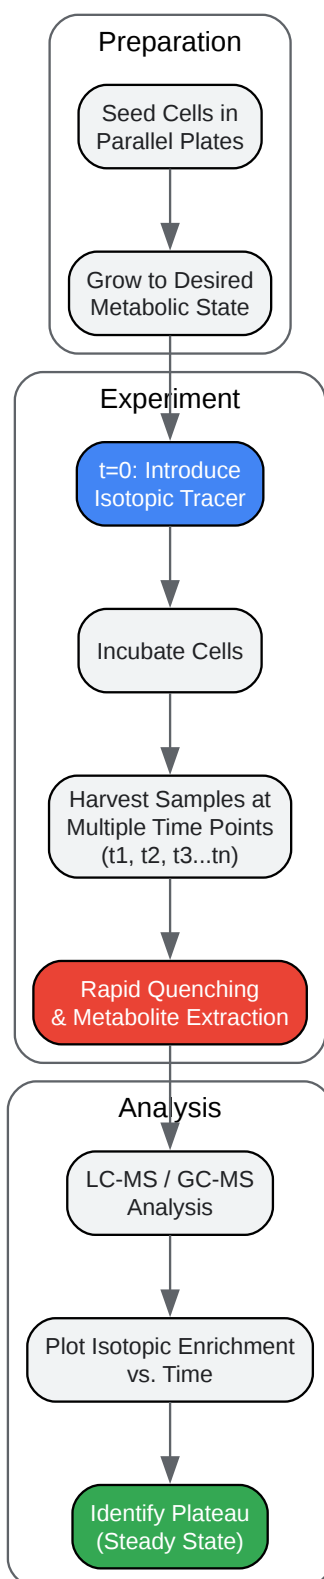 Preparation
Seed Cells in
Parallel Plates
Grow to Desired
Metabolic State
Experiment
t=0: Introduce
Isotopic Tracer
Incubate Cells
Harvest Samples at
Multiple Time Points
(t1, t2, t3...tn)
Rapid Quenching
& Metabolite Extraction
Analysis
LC-MS / GC-MS
Analysis
Plot Isotopic Enrichment
vs. Time
Identify Plateau
(Steady State)